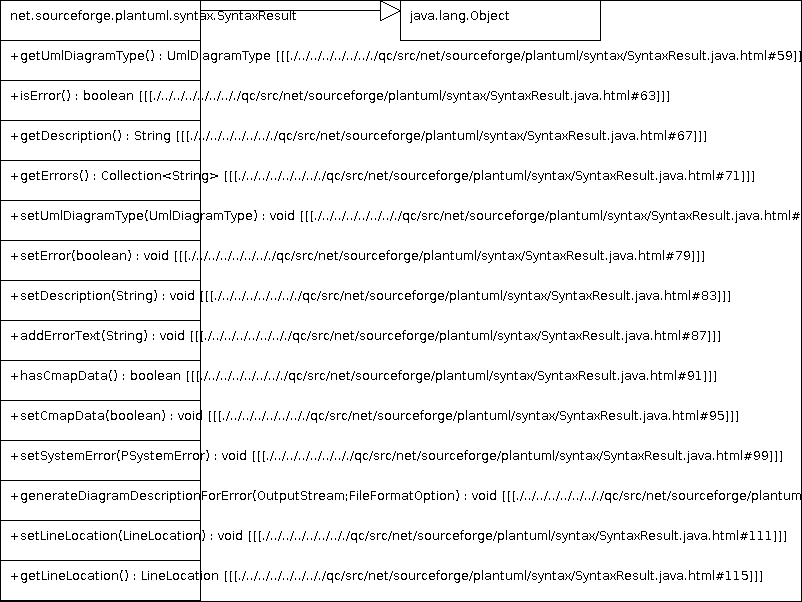 net.sourceforge.plantuml.syntax.SyntaxResult
java.lang.Object
+getUmlDiagramType() : UmlDiagramType [[[./../../../../../../qc/src/net/sourceforge/plantuml/syntax/SyntaxResult.java.html#59]]
+isError() : boolean [[[./../../../../../../qc/src/net/sourceforge/plantuml/syntax/SyntaxResult.java.html#63]]]
+getDescription() : String [[[./../../../../../../qc/src/net/sourceforge/plantuml/syntax/SyntaxResult.java.html#67]]]
+getErrors() : Collection<String> [[[./../../../../../../qc/src/net/sourceforge/plantuml/syntax/SyntaxResult.java.html#71]]]
+setUmlDiagramType(UmlDiagramType) : void [[[./../../../../../../qc/src/net/sourceforge/plantuml/syntax/SyntaxResult.java.html#
+setError(boolean) : void [[[./../../../../../../qc/src/net/sourceforge/plantuml/syntax/SyntaxResult.java.html#79]]]
+setDescription(String) : void [[[./../../../../../../qc/src/net/sourceforge/plantuml/syntax/SyntaxResult.java.html#83]]]
+addErrorText(String) : void [[[./../../../../../../qc/src/net/sourceforge/plantuml/syntax/SyntaxResult.java.html#87]]]
+hasCmapData() : boolean [[[./../../../../../../qc/src/net/sourceforge/plantuml/syntax/SyntaxResult.java.html#91]]]
+setCmapData(boolean) : void [[[./../../../../../../qc/src/net/sourceforge/plantuml/syntax/SyntaxResult.java.html#95]]]
+setSystemError(PSystemError) : void [[[./../../../../../../qc/src/net/sourceforge/plantuml/syntax/SyntaxResult.java.html#99]]]
+generateDiagramDescriptionForError(OutputStream;FileFormatOption) : void [[[./../../../../../../qc/src/net/sourceforge/plantum
+setLineLocation(LineLocation) : void [[[./../../../../../../qc/src/net/sourceforge/plantuml/syntax/SyntaxResult.java.html#111]]]
+getLineLocation() : LineLocation [[[./../../../../../../qc/src/net/sourceforge/plantuml/syntax/SyntaxResult.java.html#115]]]